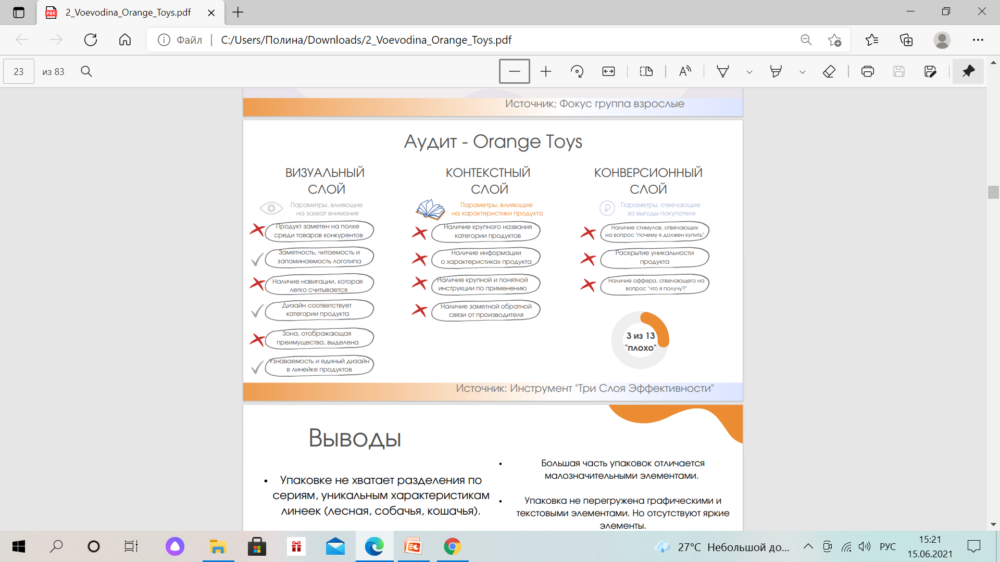 2_Voevodina_Orange_Toys.pdf
Файл
C:/Users/Полина/Downloads/2_Voevodina_Orange_Toys.pdf
23
из 83
Источник; Фокус группа взрослые
Аудит - Orange Toys
ВИЗУАЛЬНЫЙ
СЛОЙ
Параметры, влияющие
на захват внимания
Продукт заметен на полке
среди товаров конкурентов
Заметность, читаемость и
запоминаемость логотипа
Наличие навигации, которая
легко считывается
Дизайн соответствует
категории продукта
Зона, отображающая
преимущества, выделена
Узнаваемость и единый дизайн
в линейке продуктов
КОНТЕКСТНЫЙ
СЛОЙ
Параметры, влияющие
на характеристики продукта
Наличие крупного названия
категории продуктов
Наличие информации
о характеристиках продукта
Наличие крупной и понятной
инструкции по применению
Наличие заметной обратной
связи от производителя
КОНВЕРСИОННЫЙ
СЛОЙ
Параметры, отвечающие
за выгоды покупателя
Наличие стимулов, отвечающих
на вопрос "почему я должен купить"
Раскрытие уникальности
продукта
Наличие оффера, отвечающего на
вопрос "что я получу?"
3 из 13
"плохо"
Источник: Инструмент "Три Слоя Эффективности"
Выводы
• Упаковке не хватает разделения по
сериям, уникальным характеристикам
линеек (лесная, собачья, кошачья).
• Большая часть упаковок отличается
малозначительными элементами.
• Упаковка не перегружена графическими и
текстовыми элементами. Но отсутствуют яркие
элементы.
27°C Небольшой до...
РУС
15:21
15.06.2021